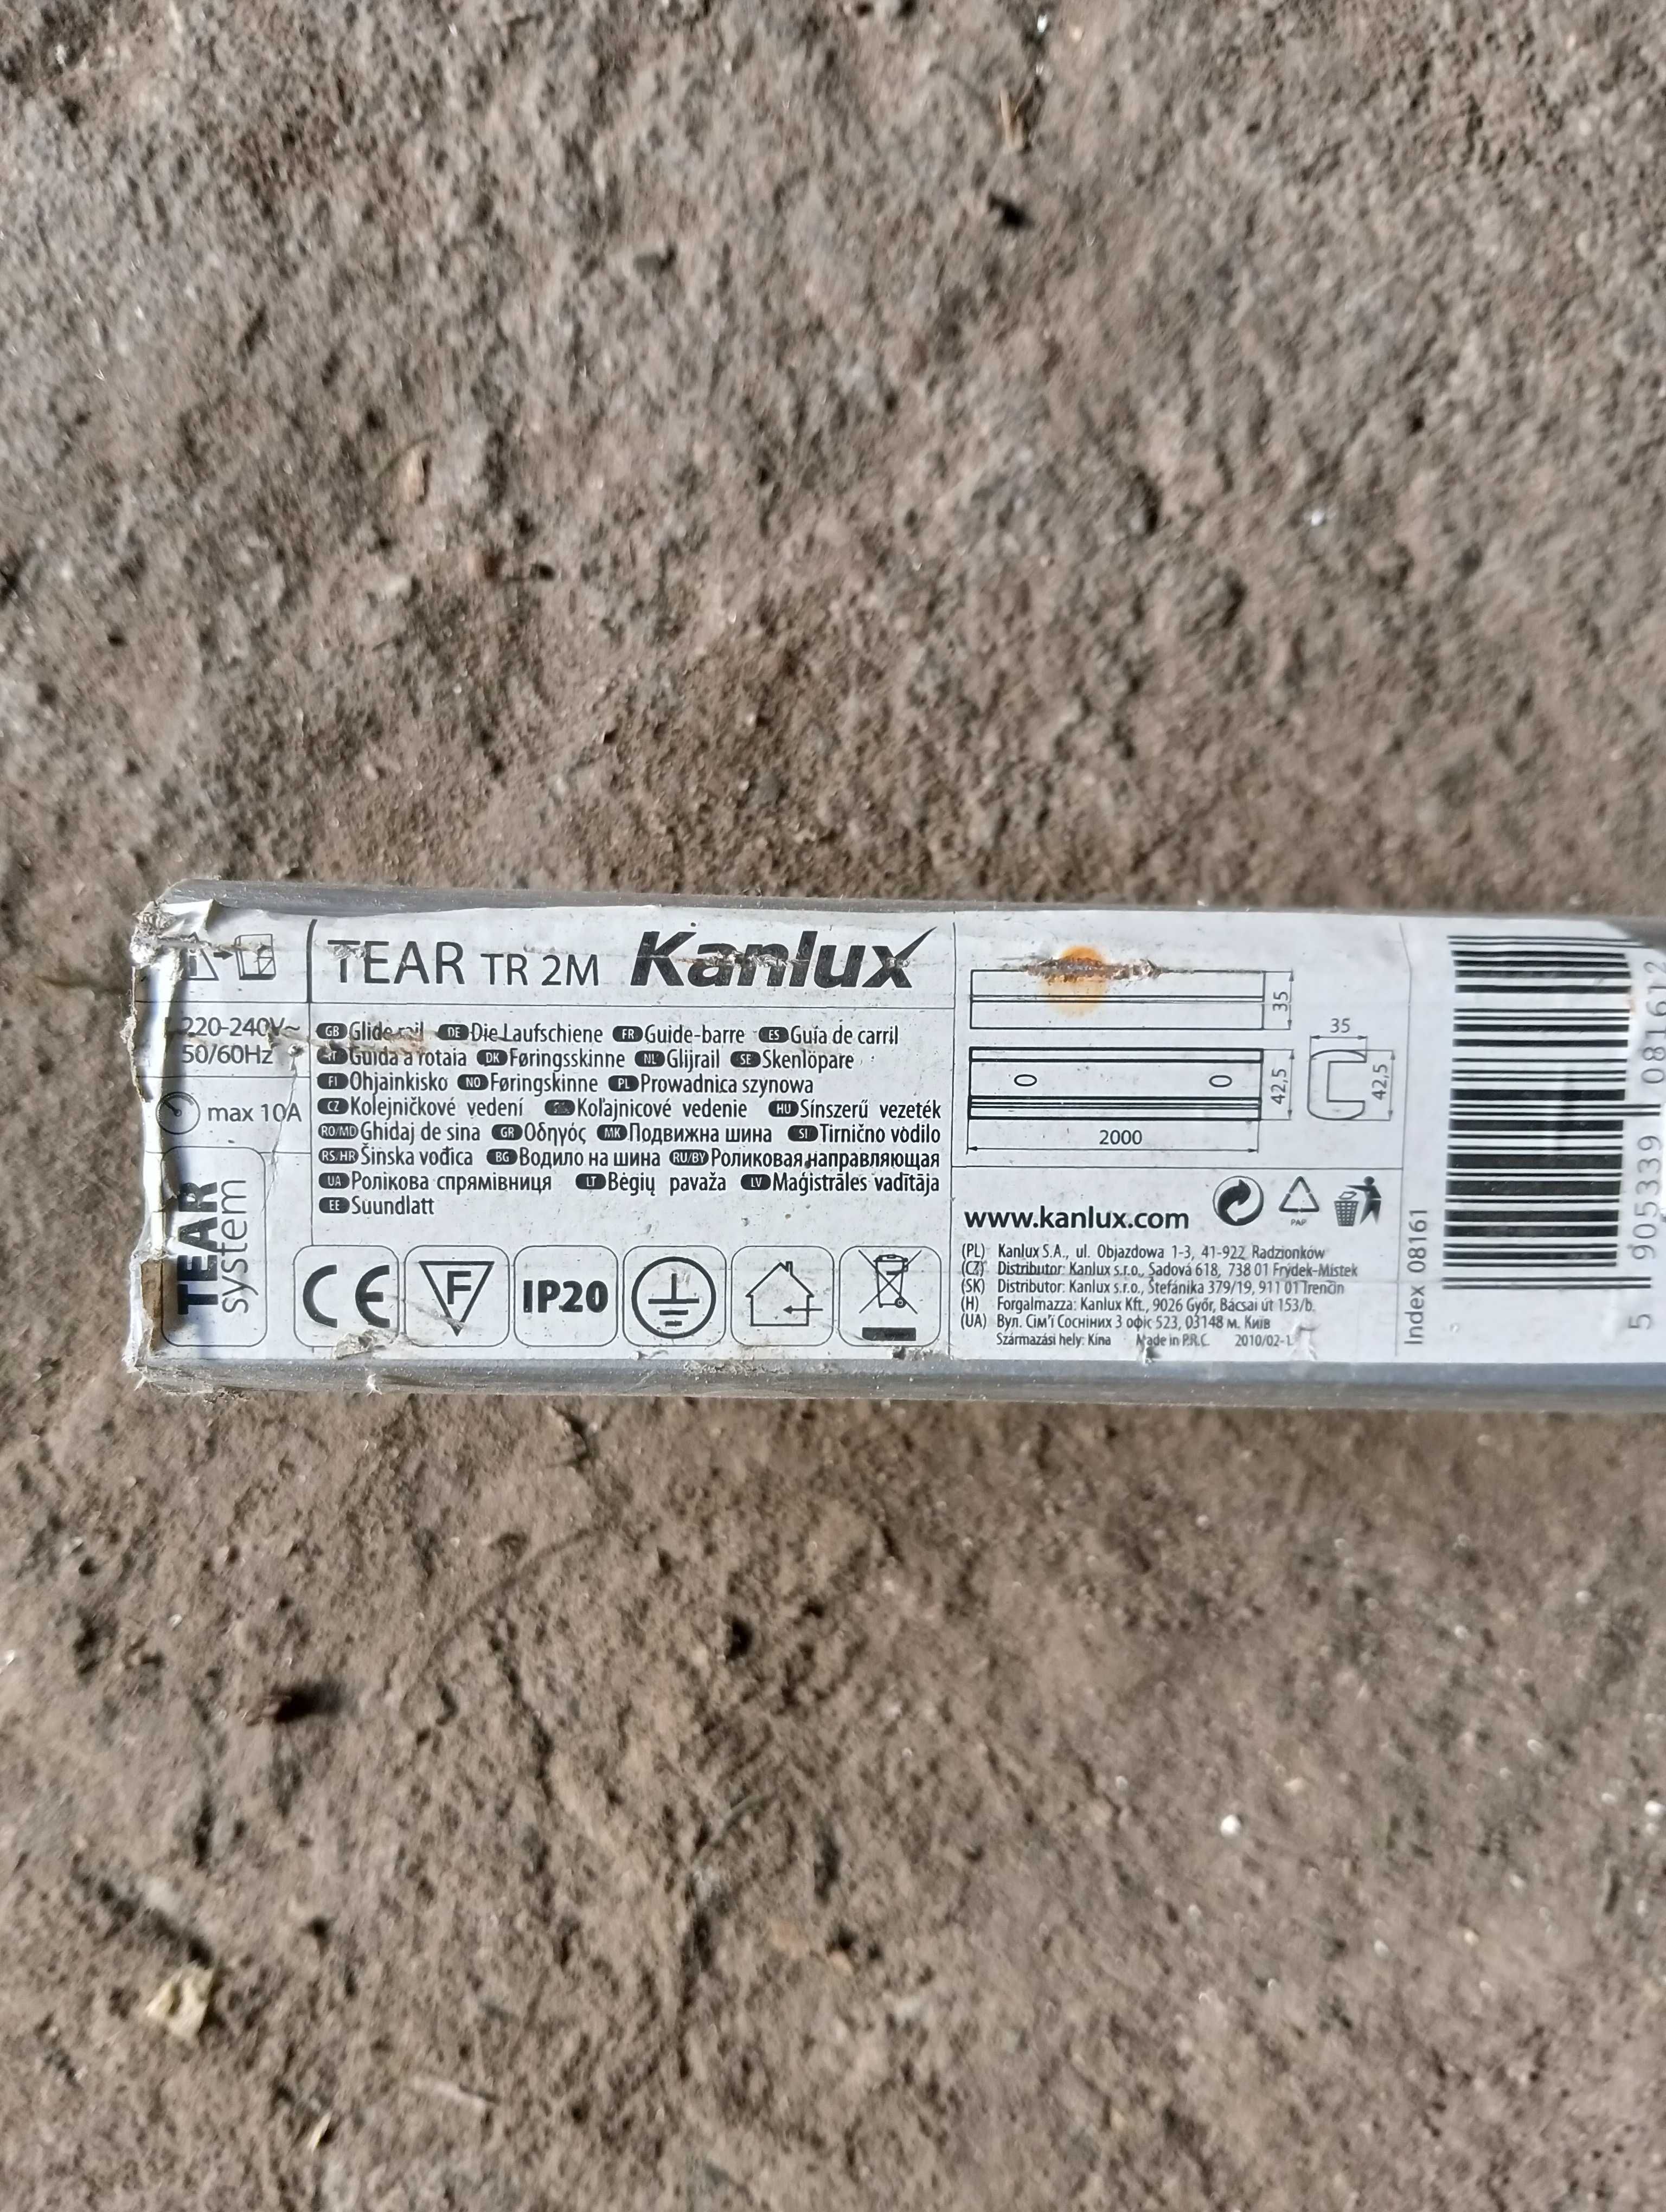 TEAR TR 2M Kanlux
220-240V~
50/60Hz
max 10A
TEAR
system
GB Glide rail DE Die Laufschiene FR Guide-barre ES Guía de carril
IT Guida a rotaia DK Føringsskinne NL Glijrail SE Skenlöpare
FI Ohjainkisko NO Føringskinne PL Prowadnica szynowa
CZ Kolejničkové vedení Koľajnicové vedenie HU Sínszerű vezeték
RO/MD Ghidaj de sina GR Οδηγός MK Подвижна шина SI Tirnično vodilo
RS/HR Šinska vođica BG Водило на шина RU/BY Роликовая направляющая
UA Ролікова спрямівниця LT Bėgių pavaža LV Maģistrāles vadītāja
EE Suundlatt
CE F IP20
35
35
42,5
42,5
2000
www.kanlux.com
PAP
(PL) Kanlux S.A., ul. Objazdowa 1-3, 41-922 Radzionków
(CZ) Distributor: Kanlux s.r.o., Sadová 618, 738 01 Frýdek-Místek
(SK) Distributor: Kanlux s.r.o., Štefánika 379/19, 911 01 Trenčín
(H) Forgalmazza: Kanlux Kft., 9026 Győr, Bácsai út 153/b.
(UA) Вул. Сім'ї Сосніних 3 офіс 523, 03148 м. Київ
Származási hely: Kína Made in P.R.C. 2010/02-1
Index 08161
5 905339 081612